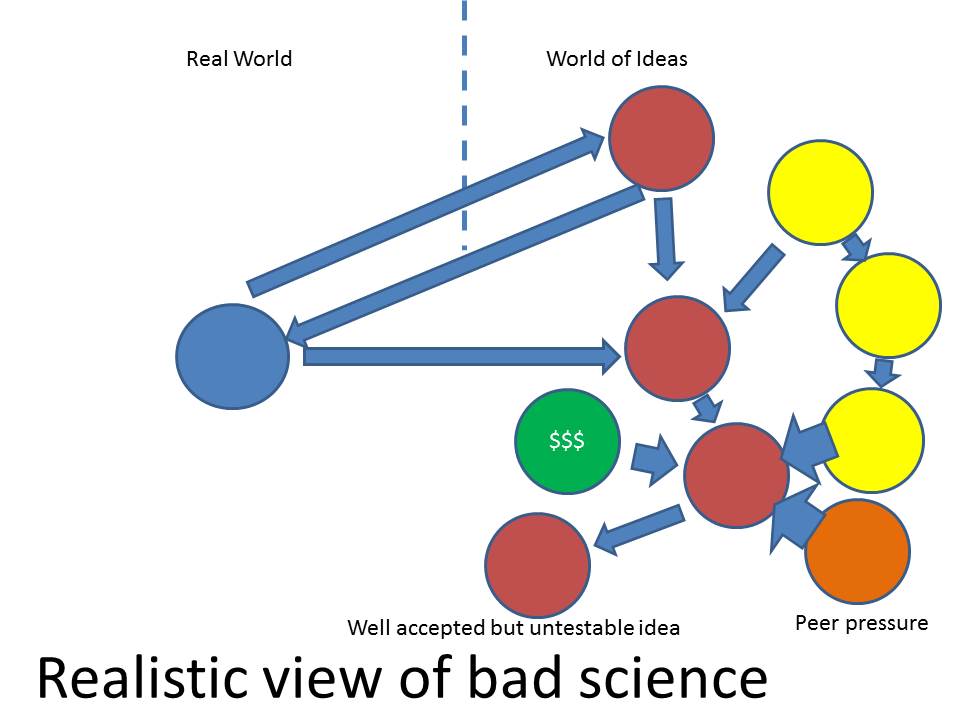 Real World
World of Ideas
$$$
Well accepted but untestable idea
Peer pressure
Realistic view of bad science